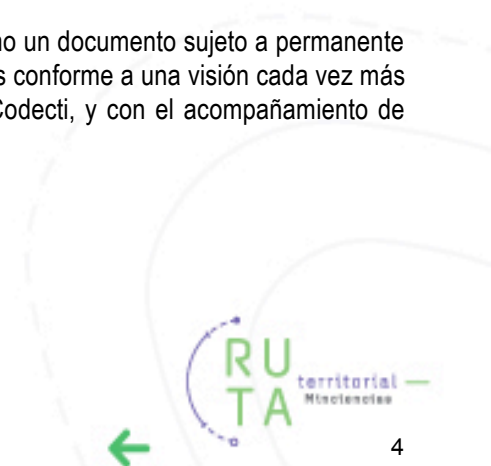 no un documento sujeto a permanente
s conforme a una visión cada vez más
Codecti, y con el acompañamiento de
RU
TA
territorial
Minciencias
4